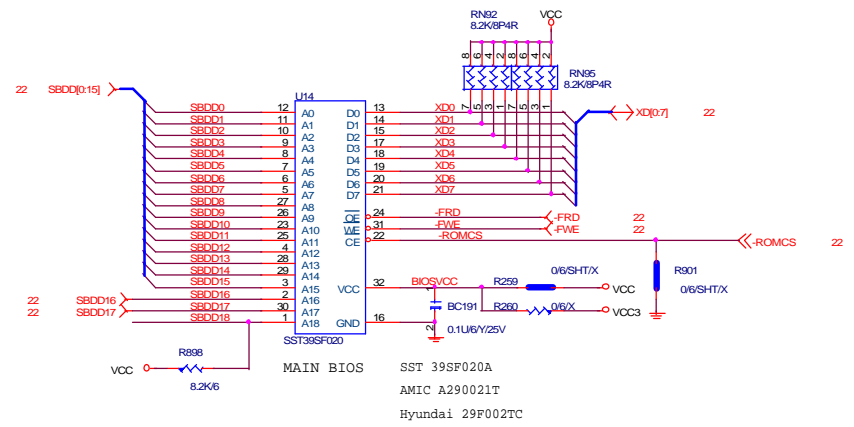 RN92
8.2K/8P4R
VCC
8 6 4 2 8 6 4 2
RN95
8.2K/8P4R
7 5 3 1 7 5 3 1
22 SBDD[0:15]
U14
XD[0:7] 22
SBDD0 12 A0 D0 13 XD0
SBDD1 11 A1 D1 14 XD1
SBDD2 10 A2 D2 15 XD2
SBDD3 9 A3 D3 17 XD3
SBDD4 8 A4 D4 18 XD4
SBDD5 7 A5 D5 19 XD5
SBDD6 6 A6 D6 20 XD6
SBDD7 5 A7 D7 21 XD7
SBDD8 27 A8
SBDD9 26 A9 OE 24 -FRD -FRD 22
SBDD10 23 A10 WE 31 -FWE -FWE 22
SBDD11 25 A11 CE 22 -ROMCS -ROMCS 22
SBDD12 4 A12
SBDD13 28 A13
SBDD14 29 A14
SBDD15 3 A15 VCC 32 BIOSVCC R259 0/6/SHT/X VCC
R901
0/6/SHT/X
22 SBDD16 SBDD16 2 A16
22 SBDD17 SBDD17 30 A17
R260 0/6/X VCC3
1 BC191 2
0.1U/6/Y/25V
SBDD18 1 A18 GND 16
SST39SF020
R898
VCC
8.2K/6
MAIN BIOS
SST 39SF020A
AMIC A290021T
Hyundai 29F002TC